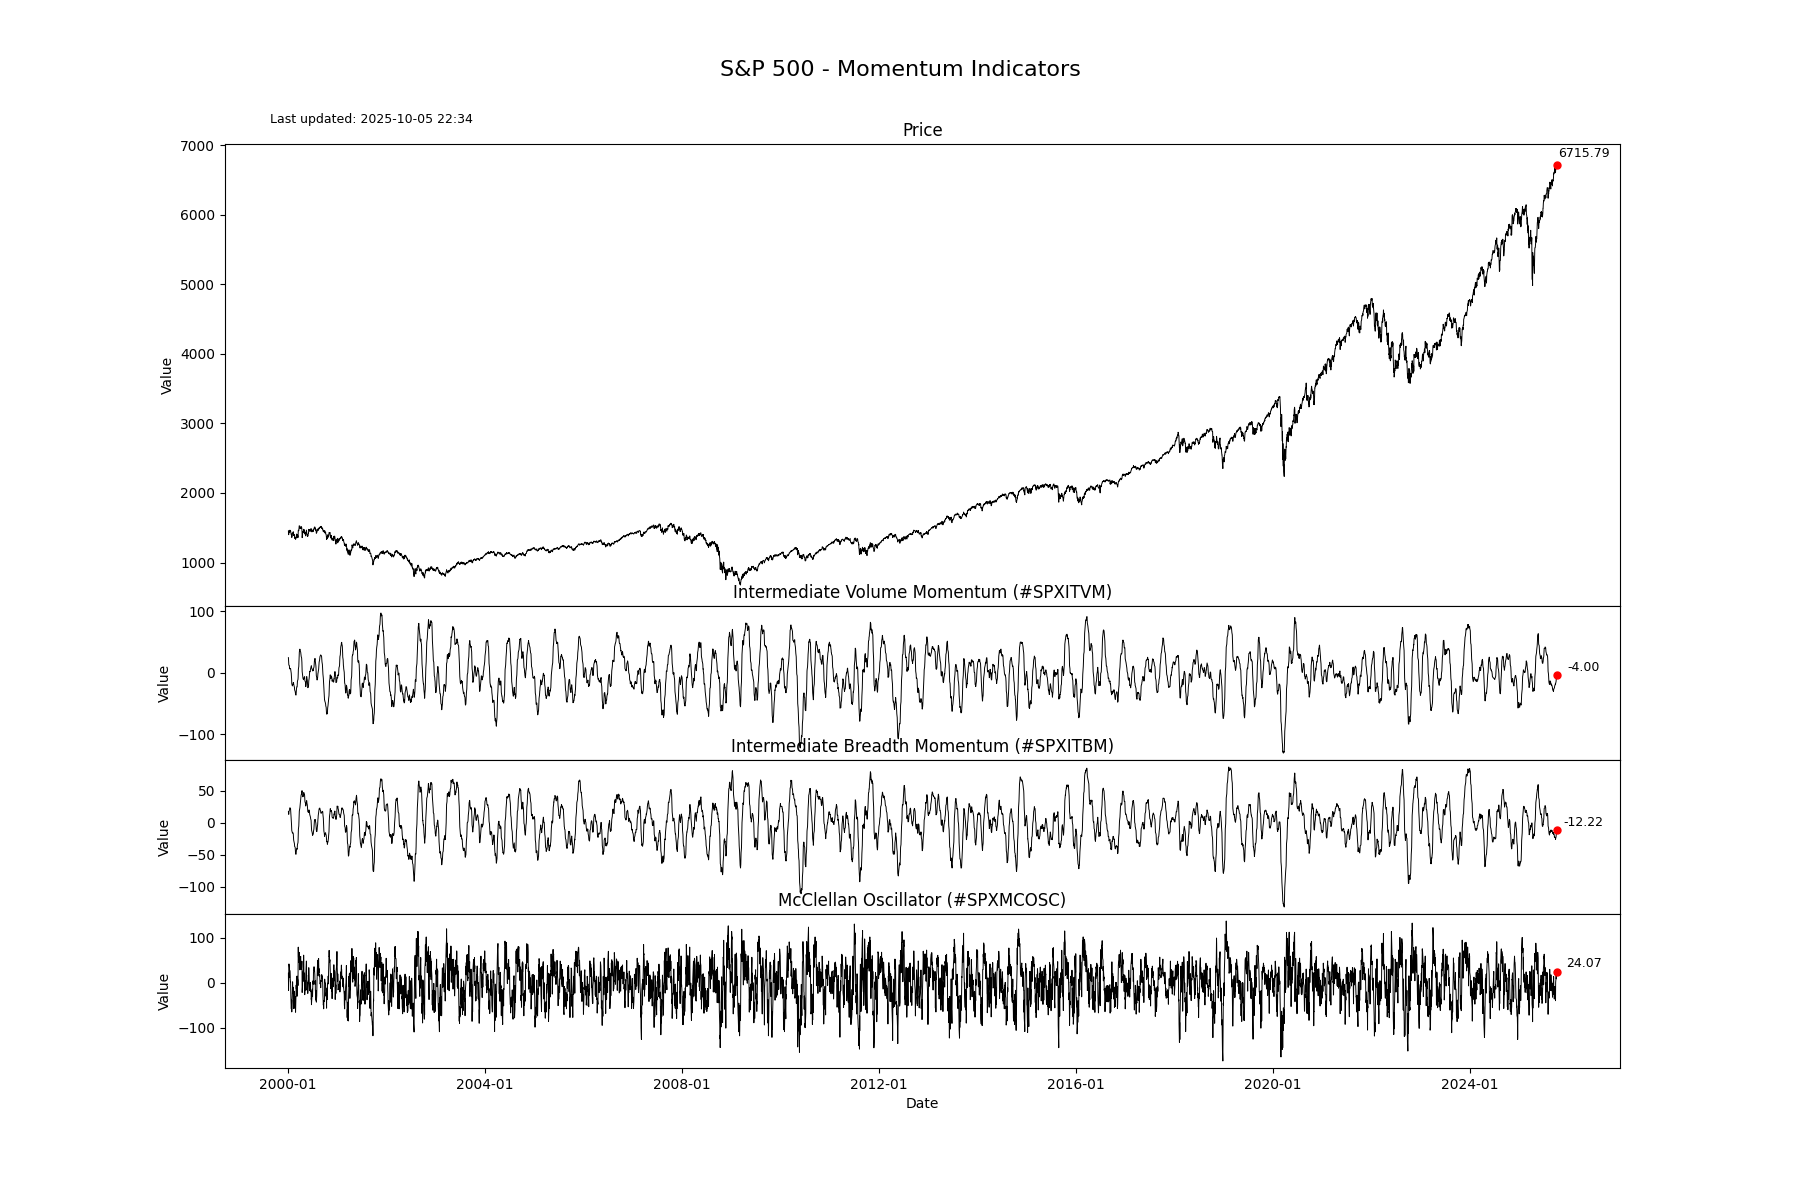 S&P 500 - Momentum Indicators
Last updated: 2025-10-05 22:34
Price
7000
6000
5000
4000
3000
2000
1000
Value
6715.79
Intermediate Volume Momentum (#SPXITVM)
100
0
−100
Value
-4.00
Intermediate Breadth Momentum (#SPXITBM)
50
0
−50
−100
Value
-12.22
McClellan Oscillator (#SPXMCOSC)
100
0
−100
Value
24.07
2000-01 2004-01 2008-01 2012-01 2016-01 2020-01 2024-01
Date